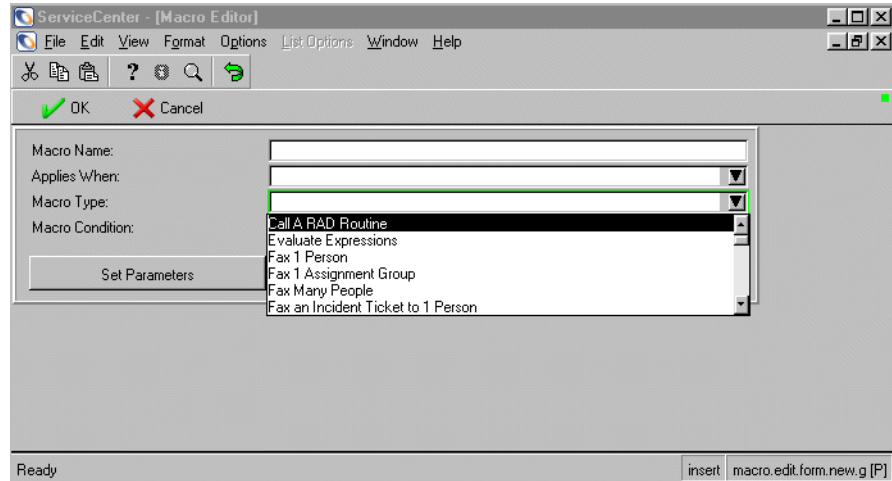 ServiceCenter - [Macro Editor]
File Edit View Format Options List Options Window Help
OK Cancel
Macro Name:
Applies When:
Macro Type:
Macro Condition:
Call A RAD Routine
Evaluate Expressions
Fax 1 Person
Fax 1 Assignment Group
Fax Many People
Fax an Incident Ticket to 1 Person
Set Parameters
Ready insert macro.edit.form.new.g [P]